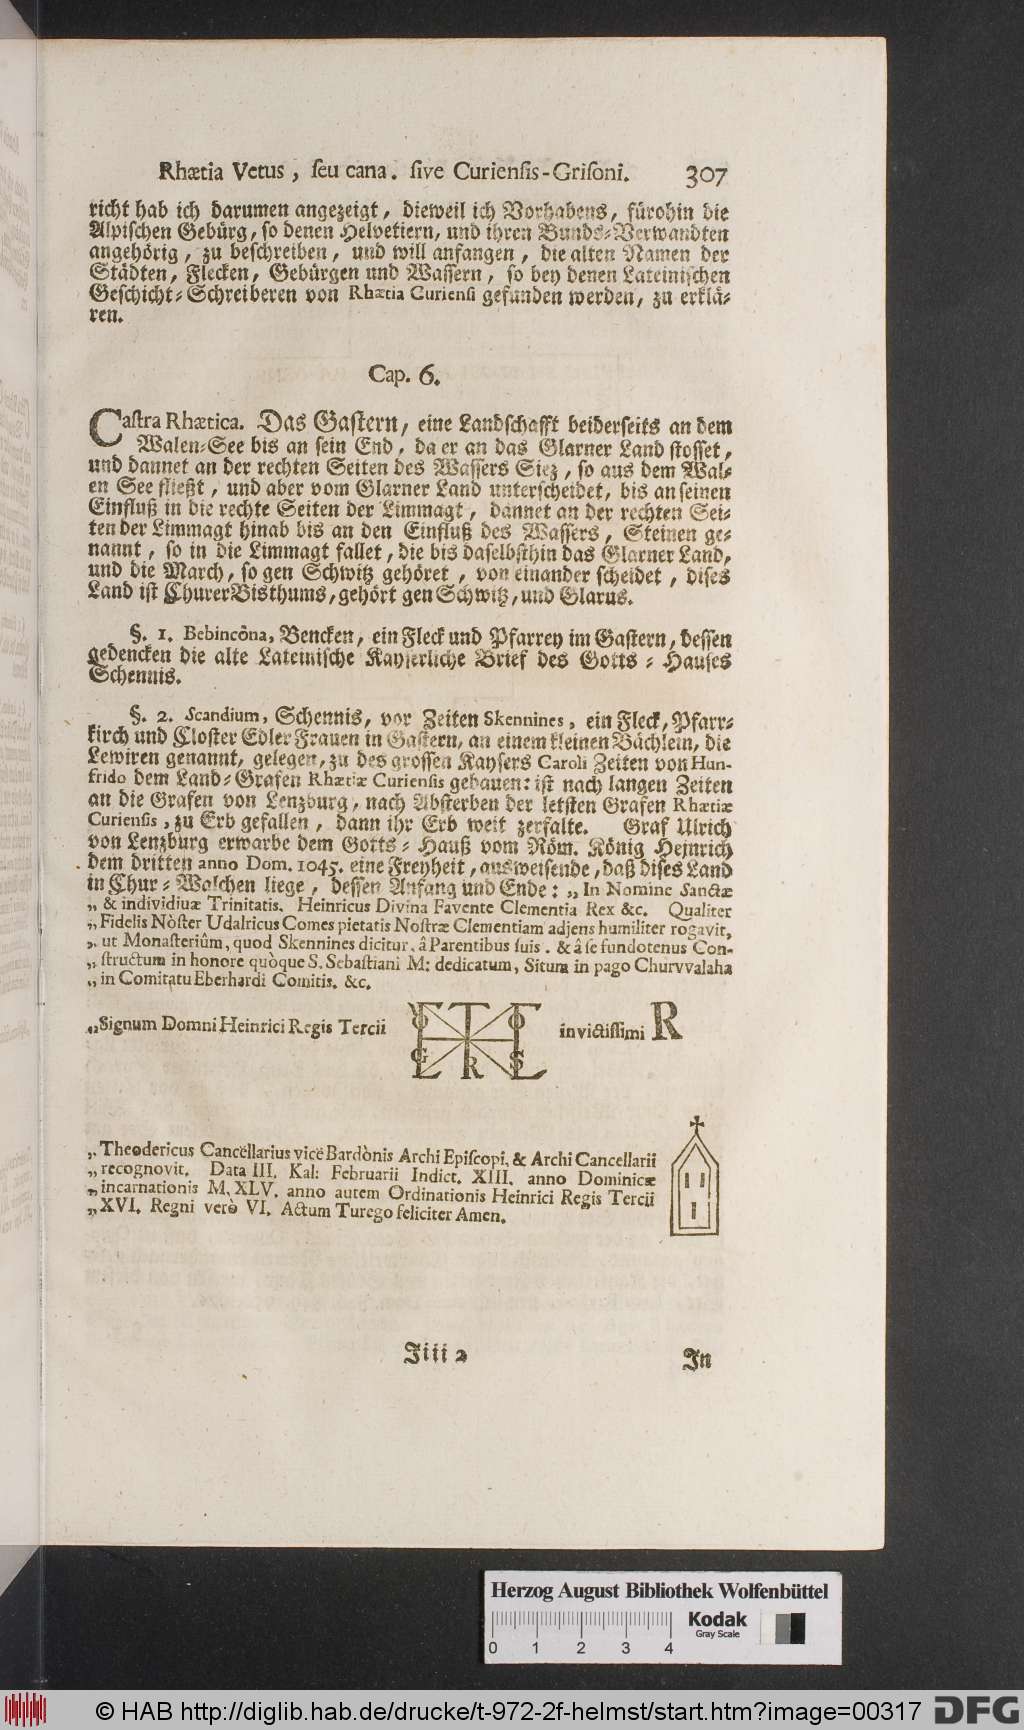 Rhætia Vetus, ſeu cana. ſive Curienſis-Griſoni. 307
richt hab ich darumen angezeigt, dieweil ich Vorhabens, fürohin die
Alpiſchen Gebürg, ſo denen Helvetiern, und ihren Bunds-Verwandten
angehörig, zu beſchreiben, und will anfangen, die alten Namen der
Städten, Flecken, Gebürgen und Waſſern, ſo bey denen Lateiniſchen
Geſchicht-Schreiberen von Rhætia Curienſi gefunden werden, zu erklä-
ren.
Cap. 6.
Caſtra Rhætica. Das Gaſtern, eine Landſchafft beiderſeits an dem
Walen-See bis an ſein End, da er an das Glarner Land ſtoſſet,
und dannet an der rechten Seiten des Waſſers Siez, ſo aus dem Wal-
en See fließt, und aber vom Glarner Land unterſcheidet, bis an ſeinen
Einfluß in die rechte Seiten der Limmagt, dannet an der rechten Sei-
ten der Limmagt hinab bis an den Einfluß des Waſſers, Steinen ge-
nannt, ſo in die Limmagt fallet, die bis daſelbſthin das Glarner Land,
und die March, ſo gen Schwitz gehöret, von einander ſcheidet, diſes
Land iſt Churer Bisthums, gehört gen Schwitz, und Glarus.
§. 1. Bebincôna, Bencken, ein Fleck und Pfarrey im Gaſtern, deſſen
gedencken die alte Lateiniſche Kayſerliche Brief des Gotts-Hauſes
Schennis.
§. 2. Scandium, Schennis, vor Zeiten Skennines, ein Fleck, Pfarr-
kirch und Cloſter Edler Frauen in Gaſtern, an einem kleinen Bächlein, die
Lewiren genannt, gelegen, zu des groſſen Kayſers Caroli Zeiten von Hun-
frido dem Land-Grafen Rhætiæ Curienſis gebauen: iſt nach langen Zeiten
an die Grafen von Lenzburg, nach Abſterben der letſten Grafen Rhætiæ
Curienſis, zu Erb gefallen, dann ihr Erb weit zerfalte. Graf Ulrich
von Lenzburg erwarbe dem Gotts-Hauß vom Röm. König Heinrich
dem dritten anno Dom. 1045. eine Freyheit, ausweiſende, daß diſes Land
in Chur-Walchen liege, deſſen Anfang und Ende: „In Nomine Sanctæ
„ & individuæ Trinitatis. Heinricus Divina Favente Clementia Rex &c. Qualiter
„ Fidelis Nòſter Udalricus Comes pietatis Noſtræ Clementiam adjens humiliter rogavit,
„ ut Monaſteriûm, quod Skennines dicitur, â Parentibus ſuis. & â ſe fundotenus Con-
„ ſtructum in honore quòque S. Sebaſtiani M: dedicatum, Situm in pago Churvvalaha
„ in Comitatu Eberhardi Comitis. &c.
„Signum Domni Heinrici Regis Tercii invictiſſimi R
„ Theodericus Cancellarius vicè Bardònis Archi Epiſcopi, & Archi Cancellarii
„ recognovit. Data III. Kal: Februarii Indict. XIII. anno Dominicæ
„ incarnationis M. XLV. anno autem Ordinationis Heinrici Regis Tercii
„ XVI. Regni verò VI. Actum Turego feliciter Amen.
Jiii 2 In
Herzog August Bibliothek Wolfenbüttel
Kodak
Gray Scale
0 1 2 3 4
© HAB http://diglib.hab.de/drucke/t-972-2f-helmst/start.htm?image=00317 DFG